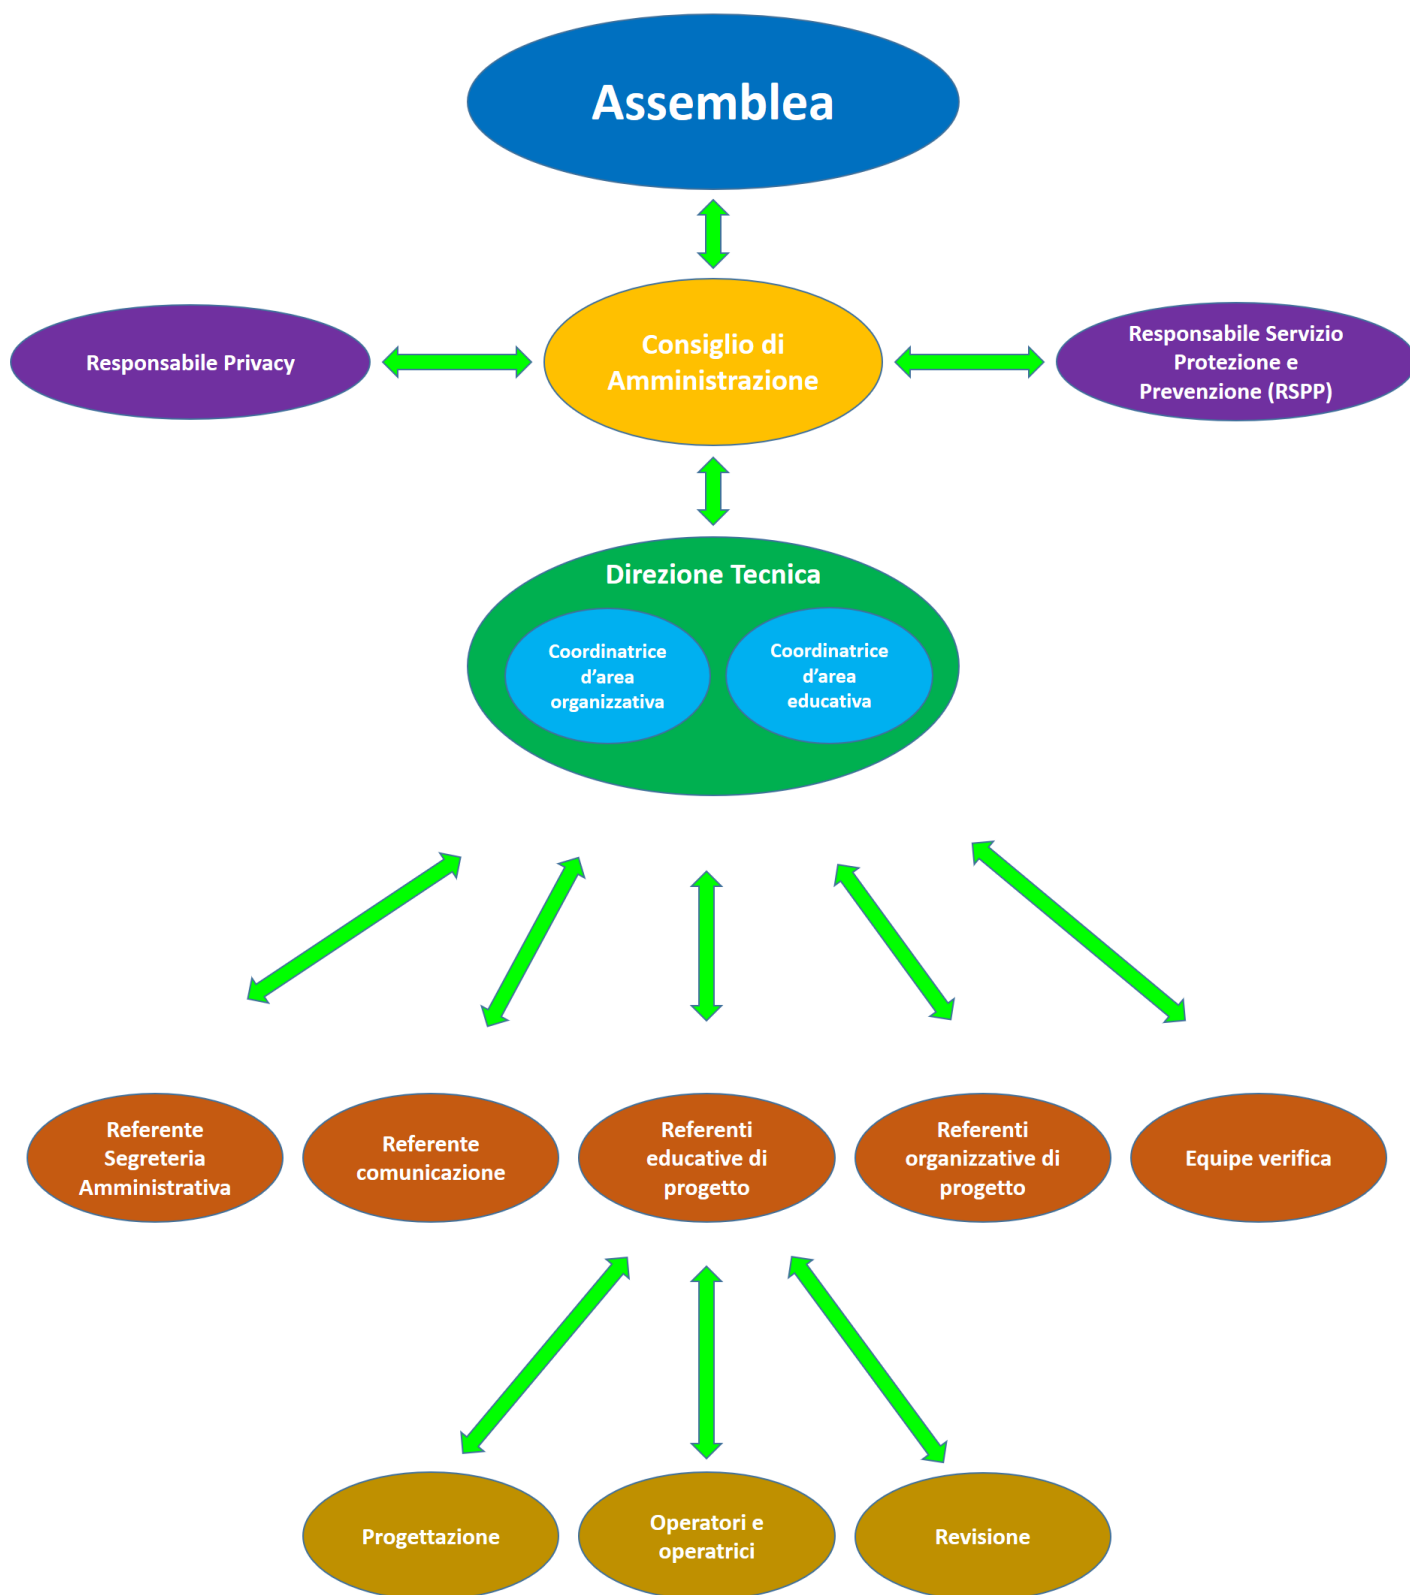 Assemblea
Responsabile Privacy
Consiglio di
Amministrazione
Responsabile Servizio
Protezione e
Prevenzione (RSPP)
Direzione Tecnica
Coordinatrice
d’area
organizzativa
Coordinatrice
d’area
educativa
Referente
Segreteria
Amministrativa
Referente
comunicazione
Referenti
educative di
progetto
Referenti
organizzative di
progetto
Equipe verifica
Progettazione
Operatori e
operatrici
Revisione